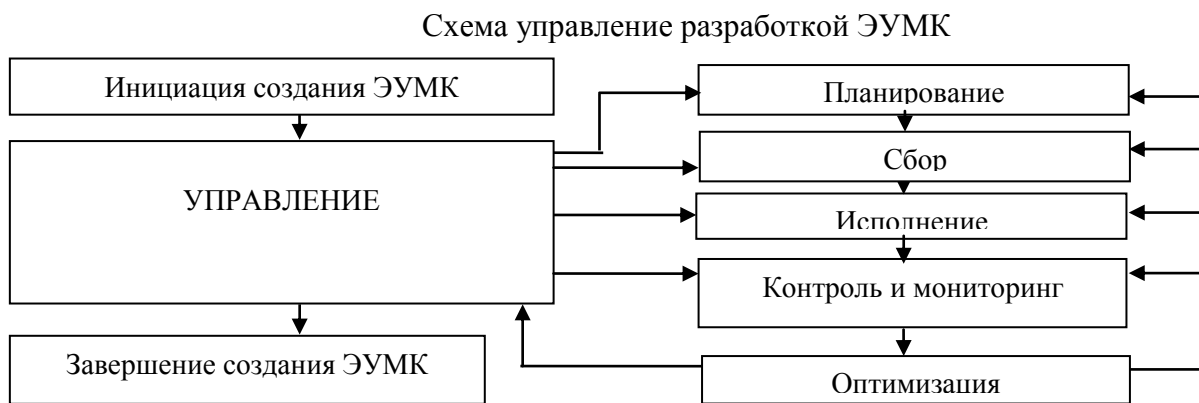 Схема управление разработкой ЭУМК
Инициация создания ЭУМК
Планирование
Сбор
УПРАВЛЕНИЕ
Исполнение
Контроль и мониторинг
Завершение создания ЭУМК
Оптимизация